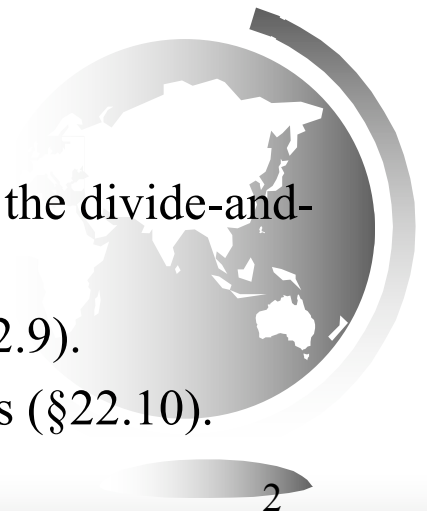 the divide-and-
2.9).
s (§22.10).
2